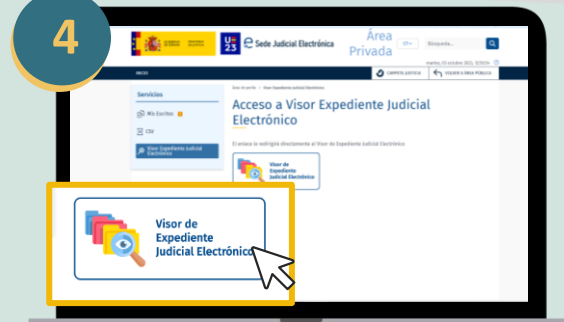 4
Sede Judicial Electrónica
Área
Privada
Búsqueda...
INICIO
CARPETA JUSTICIA
VOLVER A ÁREA PÚBLICA
Servicios
Mis Escritos
CSV
Visor Expediente Judicial
Electrónico
Acceso a Visor Expediente Judicial
Electrónico
El enlace le redirigirá directamente al Visor de Expediente Judicial Electrónico
Visor de
Expediente
Judicial Electrónico
Visor de
Expediente
Judicial Electrónico